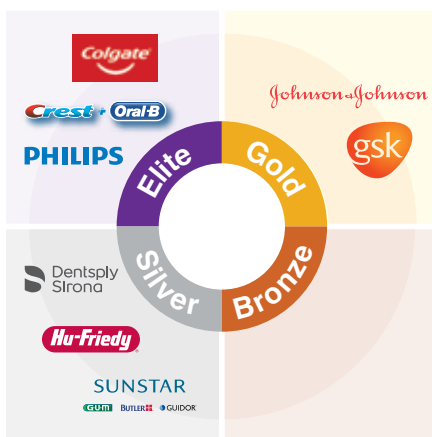 Colgate®
Crest + Oral-B
PHILIPS
Johnson & Johnson
gsk
Elite
Gold
Silver
Bronze
Dentsply
Sirona
Hu-Friedy®
SUNSTAR
GUM BUTLER GUIDOR®